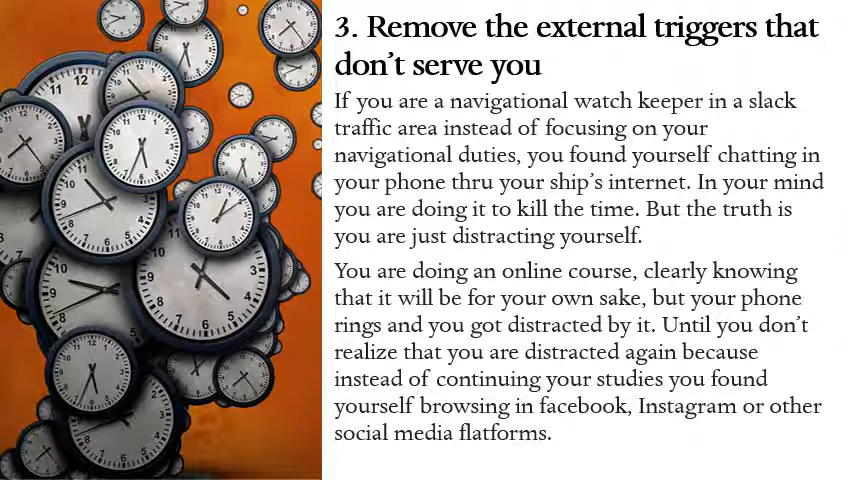 3. Remove the external triggers that
don't serve you
If you are a navigational watch keeper in a slack
traffic area instead of focusing on your
navigational duties, you found yourself chatting in
your phone thru your ship's internet. In your mind
you are doing it to kill the time. But the truth is
you are just distracting yourself.
You are doing an online course, clearly knowing
that it will be for your own sake, but your phone
rings and you got distracted by it. Until you don't
realize that you are distracted again because
instead of continuing your studies you found
yourself browsing in facebook, Instagram or other
social media flatforms.